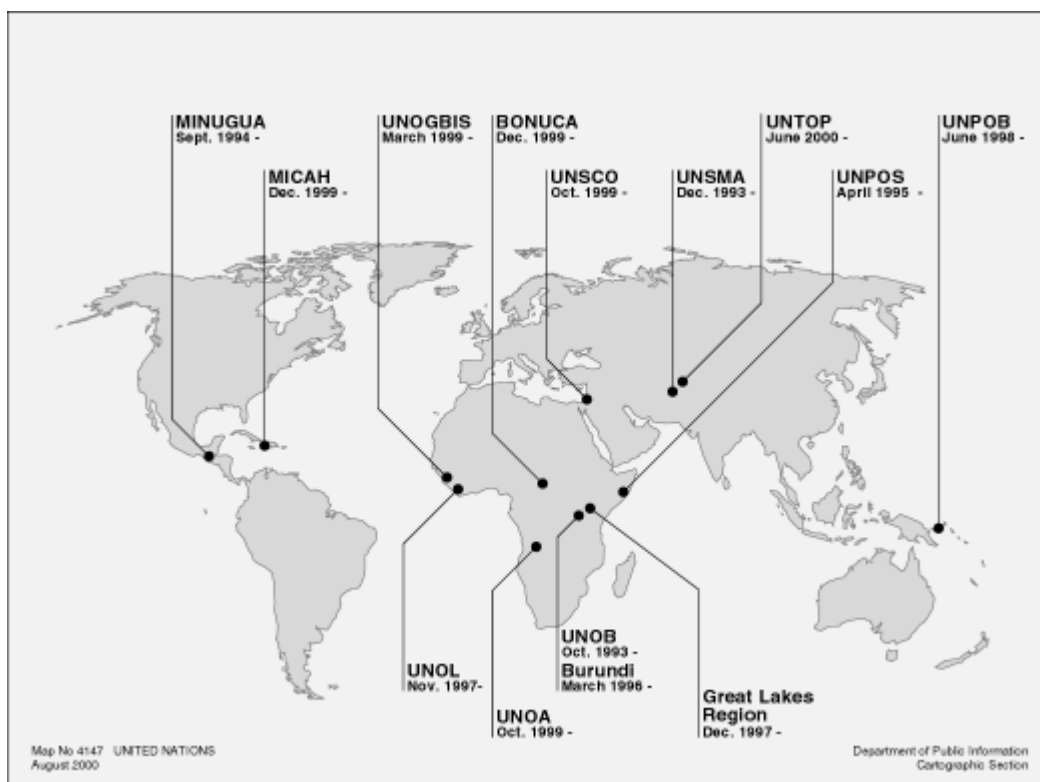 MINUGUA
Sept. 1994 -
UNOGBIS
March 1999 -
BONUCA
Dec. 1999 -
UNTOP
June 2000 -
UNPOB
June 1998 -
MICAH
Dec. 1999 -
UNSCO
Oct. 1999 -
UNSMA
Dec. 1993 -
UNPOS
April 1995 -
UNOL
Nov. 1997-
UNOA
Oct. 1999 -
UNOB
Oct. 1993 -
Burundi
March 1996 -
Great Lakes
Region
Dec. 1997 -
Map No 4147 UNITED NATIONS
August 2000
Department of Public Information
Cartographic Section